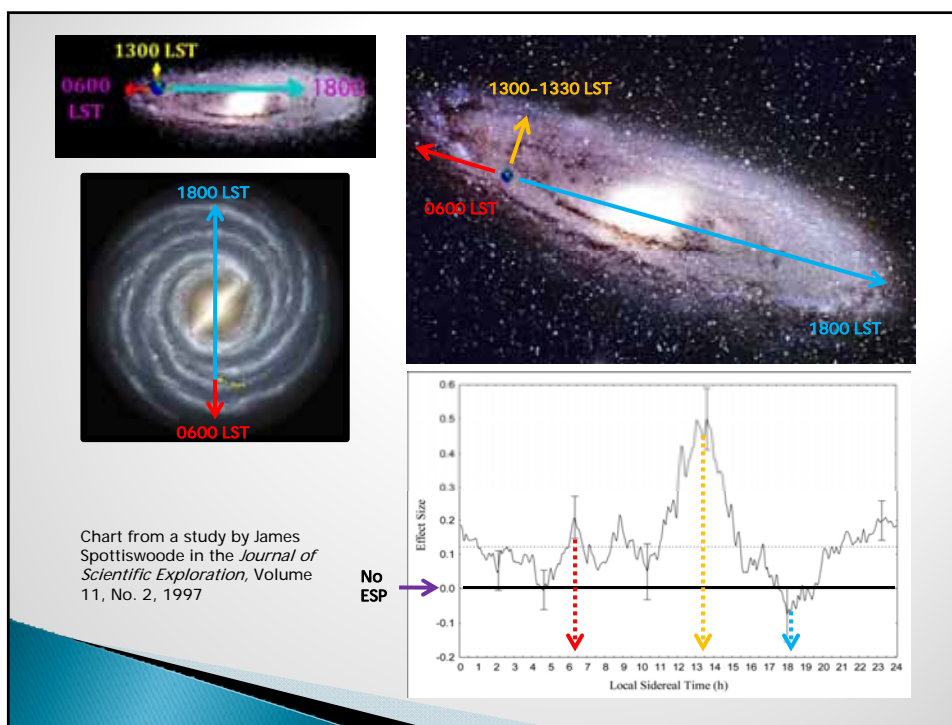 1300 LST
0600
LST
1800
1300-1330 LST
0600 LST
1800 LST
1800 LST
0600 LST
Chart from a study by James
Spottiswoode in the Journal of
Scientific Exploration, Volume
11, No. 2, 1997
No
ESP
Effect Size
0.6
0.5
0.4
0.3
0.2
0.1
0.0
-0.1
-0.2
0 1 2 3 4 5 6 7 8 9 10 11 12 13 14 15 16 17 18 19 20 21 22 23 24
Local Sidereal Time (h)